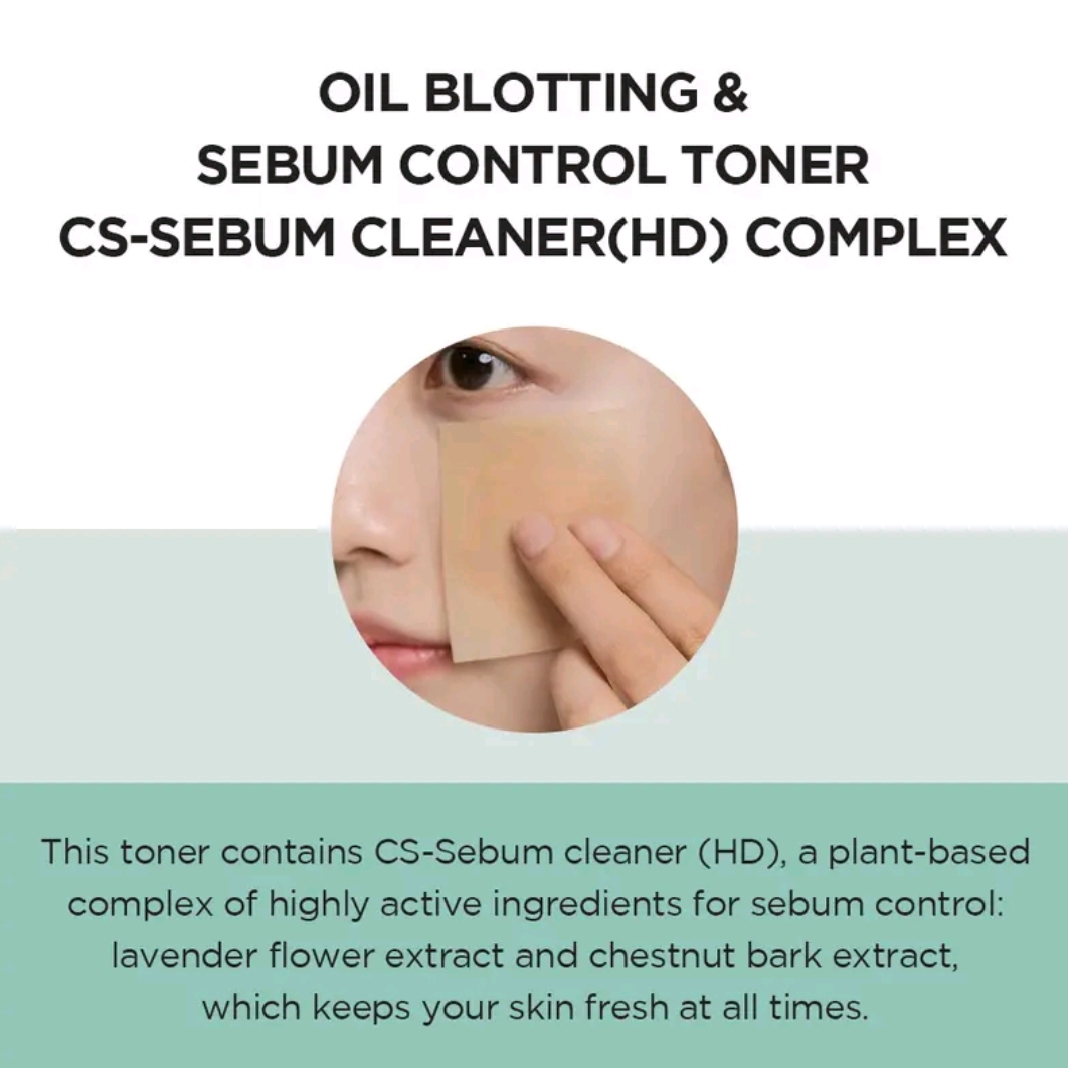 OIL BLOTTING &
SEBUM CONTROL TONER
CS-SEBUM CLEANER(HD) COMPLEX
This toner contains CS-Sebum cleaner (HD), a plant-based
complex of highly active ingredients for sebum control:
lavender flower extract and chestnut bark extract,
which keeps your skin fresh at all times.